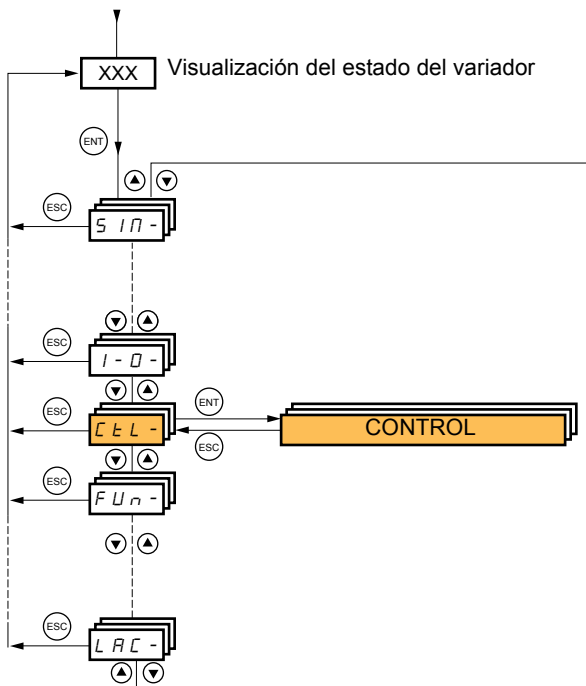 XXX Visualización del estado del variador
ENT
ESC
SIM-
ESC
I-O-
ESC
CtL-
ENT
ESC
CONTROL
ESC
FUn-
ESC
LAC-